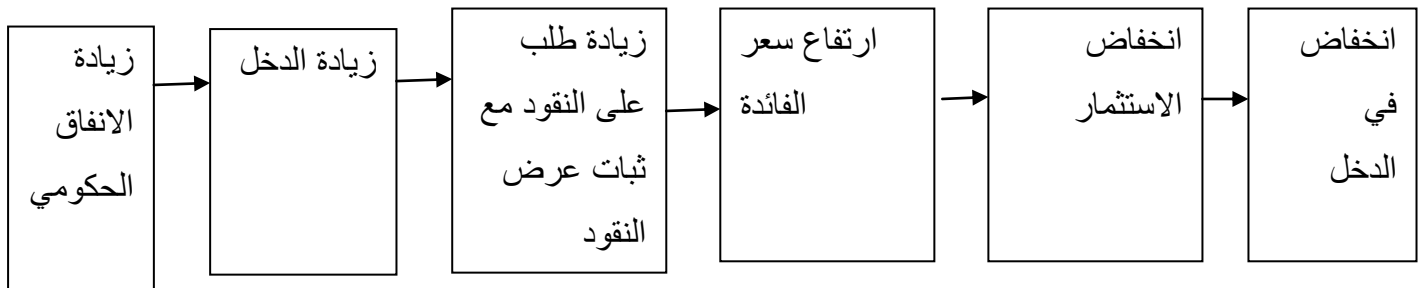 زيادة
الانفاق
الحكومي
زيادة الدخل
زيادة طلب
على النقود مع
ثبات عرض
النقود
ارتفاع سعر
الفائدة
انخفاض
الاستثمار
انخفاض
في
الدخل